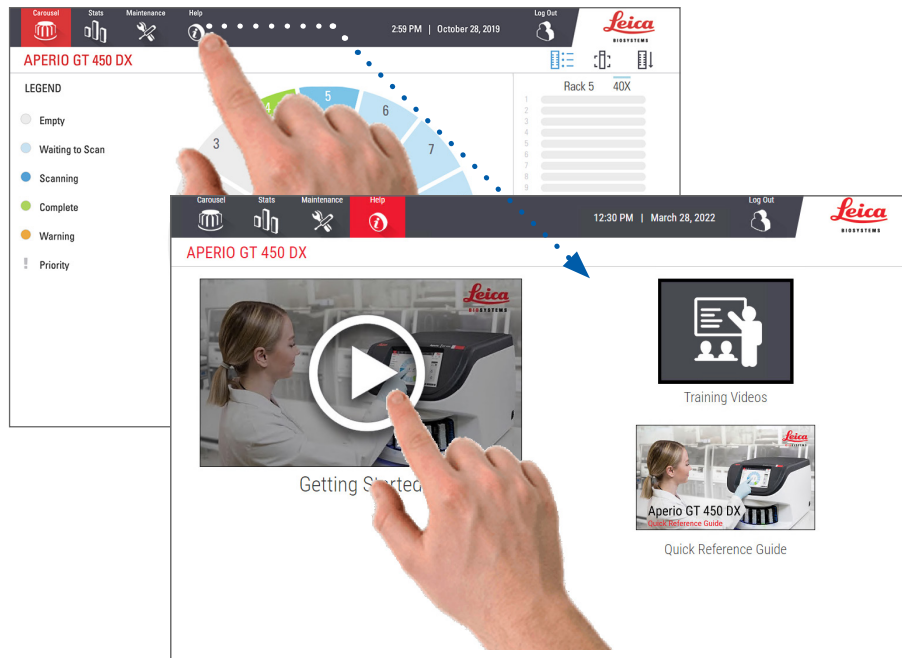 Carousel Stats Maintenance Help
2:59 PM | October 28, 2019
Log Out
Leica
BIOSYSTEMS
APERIO GT 450 DX
LEGEND
Empty
Waiting to Scan
Scanning
Complete
Warning
! Priority
3
4
5
6
7
Rack 5 40X
1
2
3
4
5
6
7
8
9
Carousel Stats Maintenance Help
12:30 PM | March 28, 2022
Log Out
Leica
BIOSYSTEMS
APERIO GT 450 DX
Leica
BIOSYSTEMS
Getting Started
Training Videos
Leica
BIOSYSTEMS
Aperio GT 450 DX
Quick Reference Guide
Quick Reference Guide